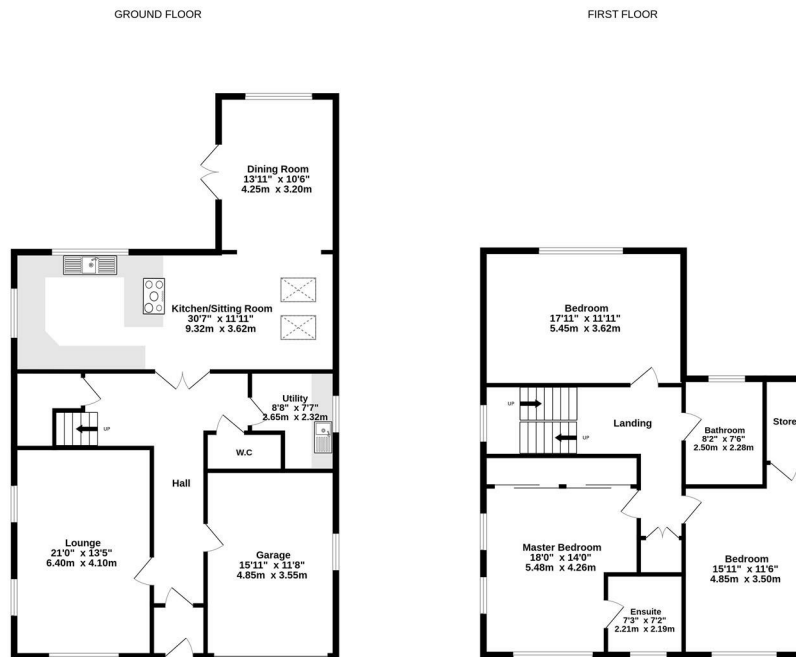 GROUND FLOOR
FIRST FLOOR
Dining Room
13'11" x 10'6"
4.25m x 3.20m
Kitchen/Sitting Room
30'7" x 11'11"
9.32m x 3.62m
Utility
8'8" x 7'7"
2.65m x 2.32m
UP
W.C
Hall
Lounge
21'0" x 13'5"
6.40m x 4.10m
Garage
15'11" x 11'8"
4.85m x 3.55m
Bedroom
17'11" x 11'11"
5.45m x 3.62m
UP
UP
Landing
Bathroom
8'2" x 7'6"
2.50m x 2.28m
Store
Master Bedroom
18'0" x 14'0"
5.48m x 4.26m
Bedroom
15'11" x 11'6"
4.85m x 3.50m
Ensuite
7'3" x 7'2"
2.21m x 2.19m